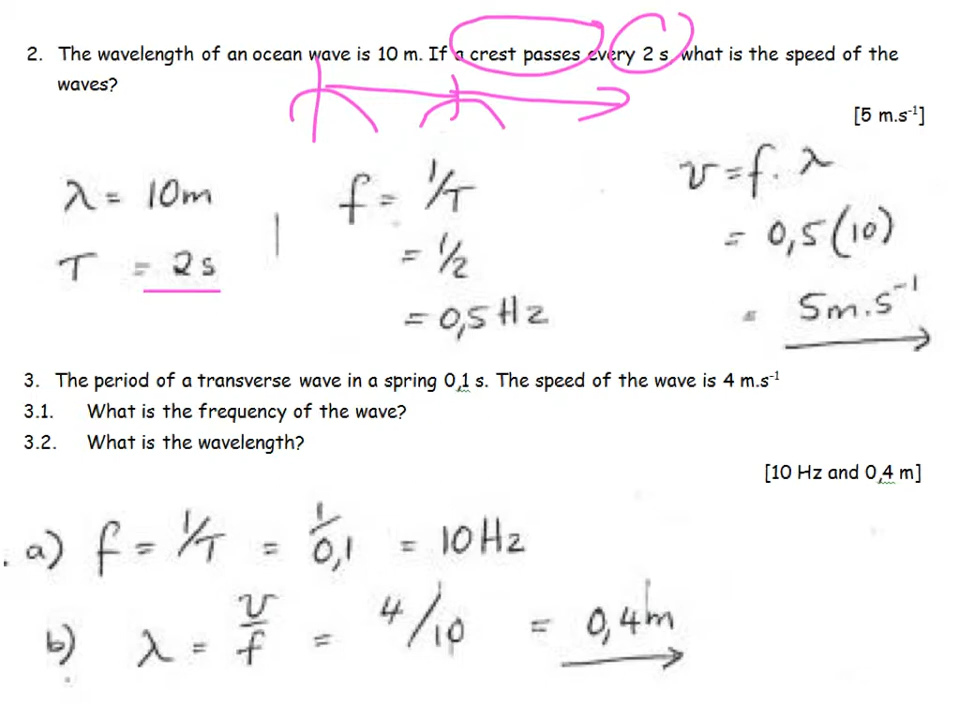 2. The wavelength of an ocean wave is 10 m. If a crest passes every 2 s what is the speed of the
waves?
[5 m.s⁻¹]
λ = 10m
T = 2s
f = 1/T
= 1/2
= 0,5 Hz
v = f. λ
= 0,5(10)
= 5m.s⁻¹
3. The period of a transverse wave in a spring 0,1 s. The speed of the wave is 4 m.s⁻¹
3.1. What is the frequency of the wave?
3.2. What is the wavelength?
[10 Hz and 0,4 m]
a) f = 1/T = 1/0,1 = 10 Hz
b) λ = v/f = 4/10 = 0,4m